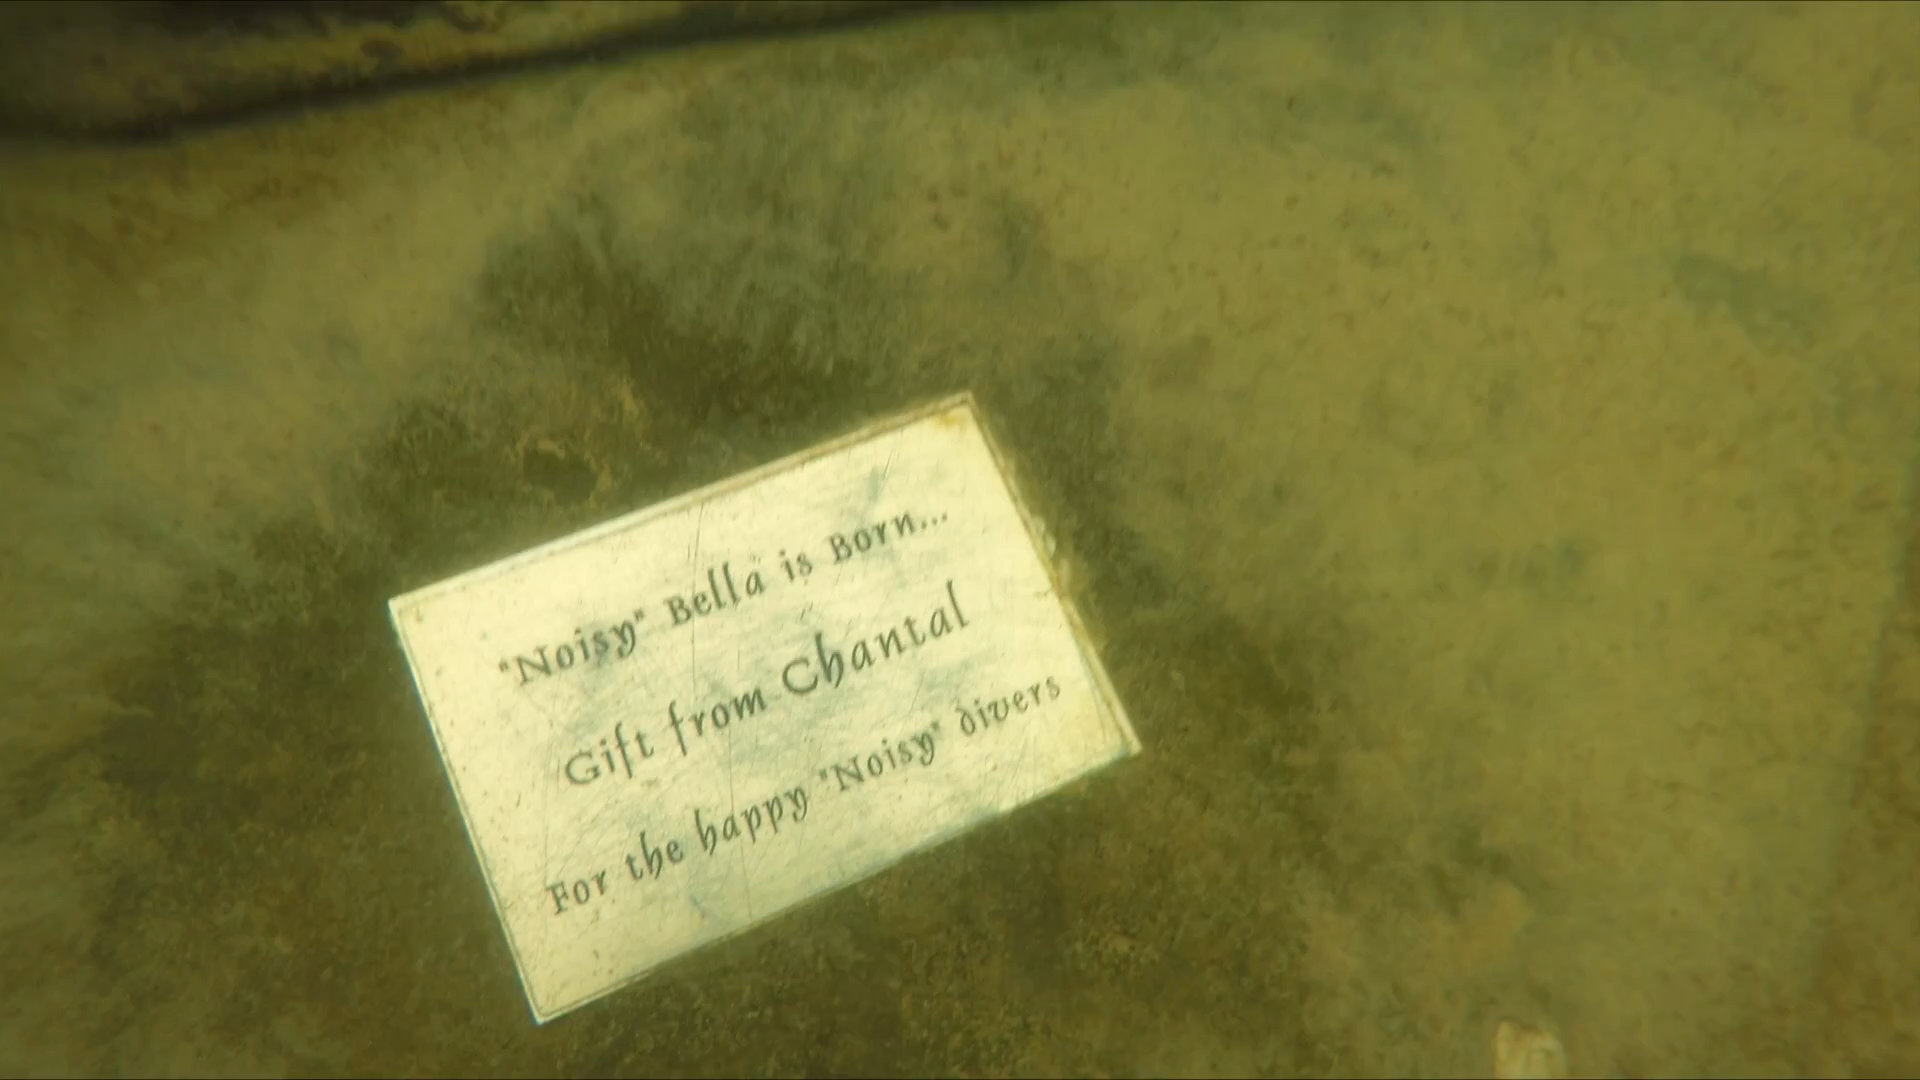 "Noisy" Bella is Born...
Gift from Chantal
For the happy "Noisy" divers